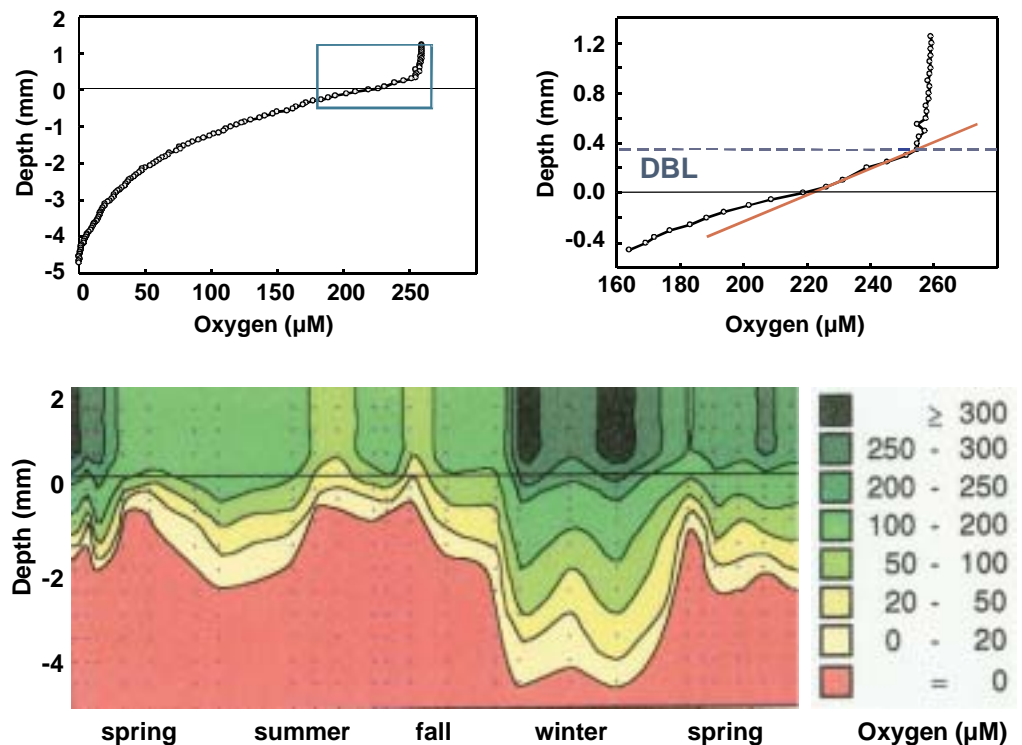 2
1
0
-1
-2
-3
-4
-5
Depth (mm)
0 50 100 150 200 250
Oxygen (µM)
1.2
0.8
0.4
0.0
-0.4
Depth (mm)
DBL
160 180 200 220 240 260
Oxygen (µM)
2
0
-2
-4
Depth (mm)
spring summer fall winter spring
≥ 300
250 - 300
200 - 250
100 - 200
50 - 100
20 - 50
0 - 20
= 0
Oxygen (µM)